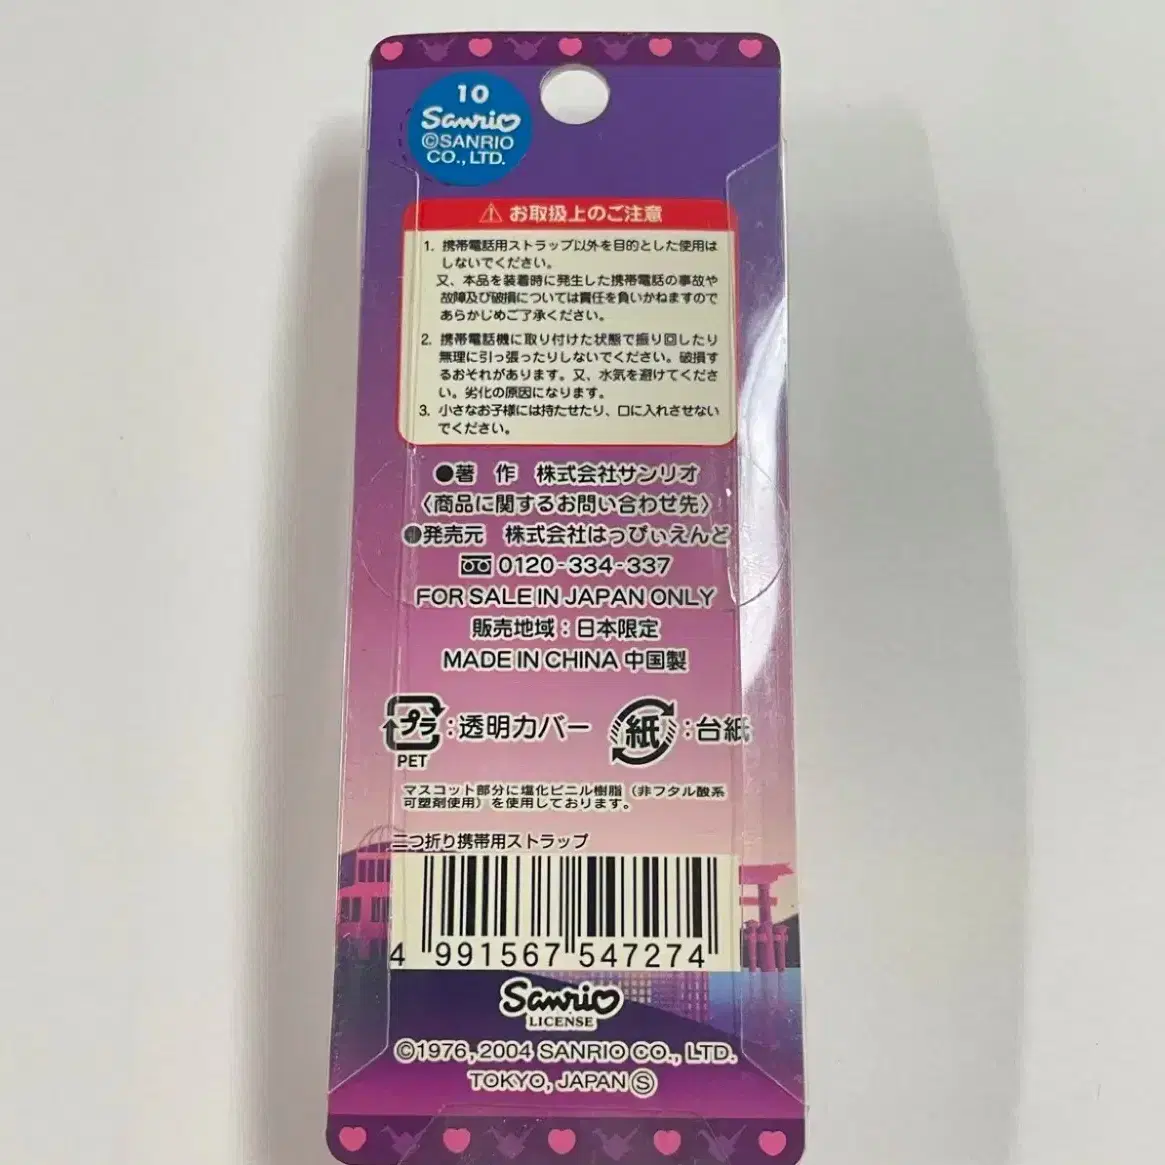 10
Sanrio
©SANRIO
CO., LTD.
⚠ お取扱上のご注意
1. 携帯電話用ストラップ以外を目的とした使用は
しないでください。
又、本品を装着時に発生した携帯電話の事故や
故障及び破損については責任を負いかねますので
あらかじめご了承ください。
2. 携帯電話機に取り付けた状態で振り回したり
無理に引っ張ったりしないでください。破損す
るおそれがあります。又、水気を避けてくださ
い。劣化の原因になります。
3. 小さなお子様には持たせたり、口に入れさせない
でください。
●著 作 株式会社サンリオ
〈商品に関するお問い合わせ先〉
●発売元 株式会社はっぴぃえんど
0120-334-337
FOR SALE IN JAPAN ONLY
販売地域：日本限定
MADE IN CHINA 中国製
プラ：透明カバー 紙：台紙
PET
マスコット部分に塩化ビニル樹脂（非フタル酸系
可塑剤使用）を使用しております。
二つ折り携帯用ストラップ
4 991567 547274
Sanrio
LICENSE
©1976,2004 SANRIO CO., LTD.
TOKYO, JAPAN Ⓢ